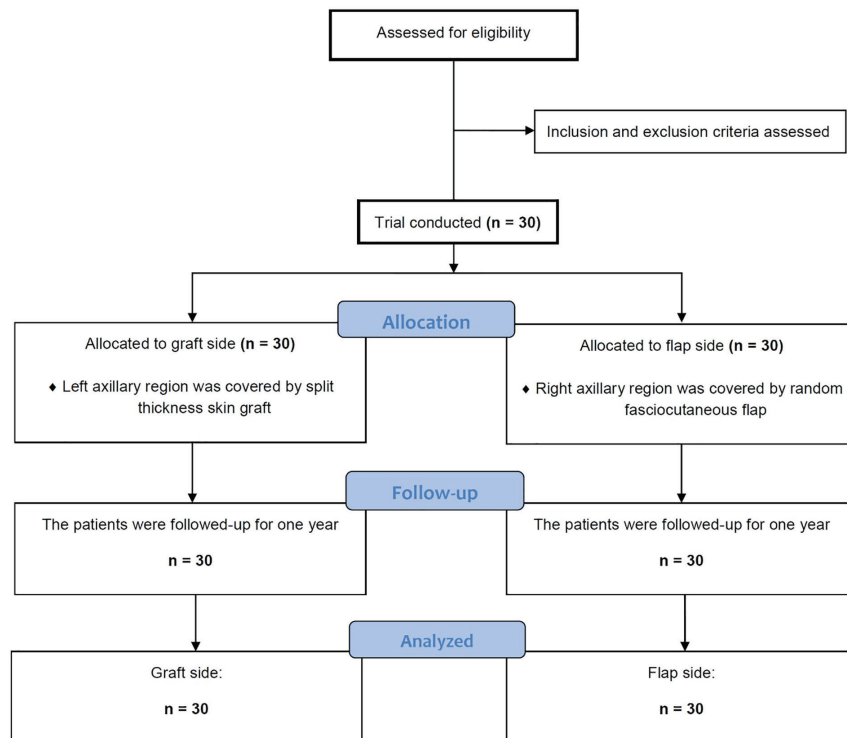 Assessed for eligibility
Inclusion and exclusion criteria assessed
Trial conducted (n = 30)
Allocation
Allocated to graft side (n = 30)
♦ Left axillary region was covered by split
thickness skin graft
Allocated to flap side (n = 30)
♦ Right axillary region was covered by random
fasciocutaneous flap
Follow-up
The patients were followed-up for one year
n = 30
The patients were followed-up for one year
n = 30
Analyzed
Graft side:
n = 30
Flap side:
n = 30